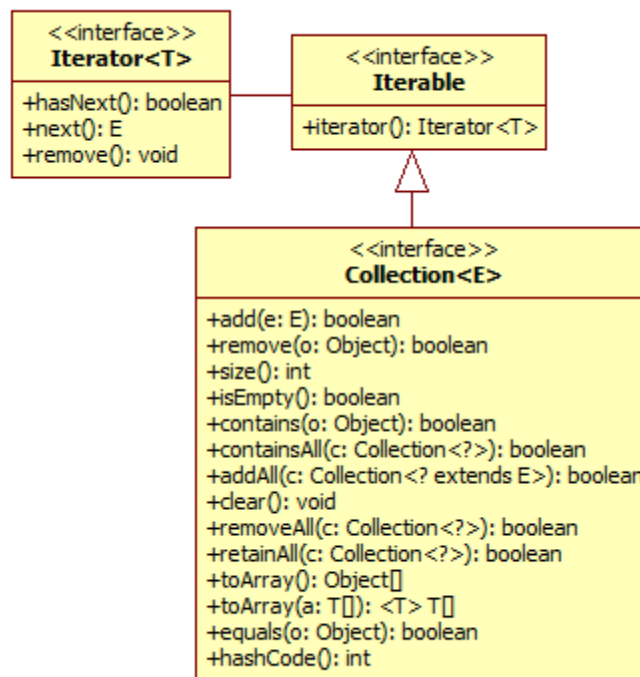 <<interface>>
Iterator<T>
+hasNext(): boolean
+next(): E
+remove(): void
<<interface>>
Iterable
+iterator(): Iterator<T>
<<interface>>
Collection<E>
+add(e: E): boolean
+remove(o: Object): boolean
+size(): int
+isEmpty(): boolean
+contains(o: Object): boolean
+containsAll(c: Collection<?>): boolean
+addAll(c: Collection<? extends E>): boolean
+clear(): void
+removeAll(c: Collection<?>): boolean
+retainAll(c: Collection<?>): boolean
+toArray(): Object[]
+toArray(a: T[]): <T> T[]
+equals(o: Object): boolean
+hashCode(): int